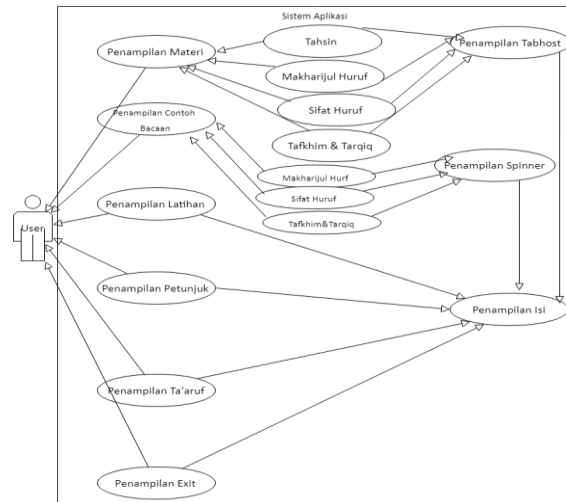 Sistem Aplikasi
Tahsin
Penampilan Materi
Penampilan Tabhost
Makharijul Huruf
Sifat Huruf
Penampilan Contoh
Bacaan
Tafkhim & Tarqiq
Makharijul Hurf
Penampilan Spinner
Sifat Huruf
Penampilan Latihan
Tafkhim&Tarqiq
User
Penampilan Petunjuk
Penampilan Isi
Penampilan Ta'aruf
Penampilan Exit